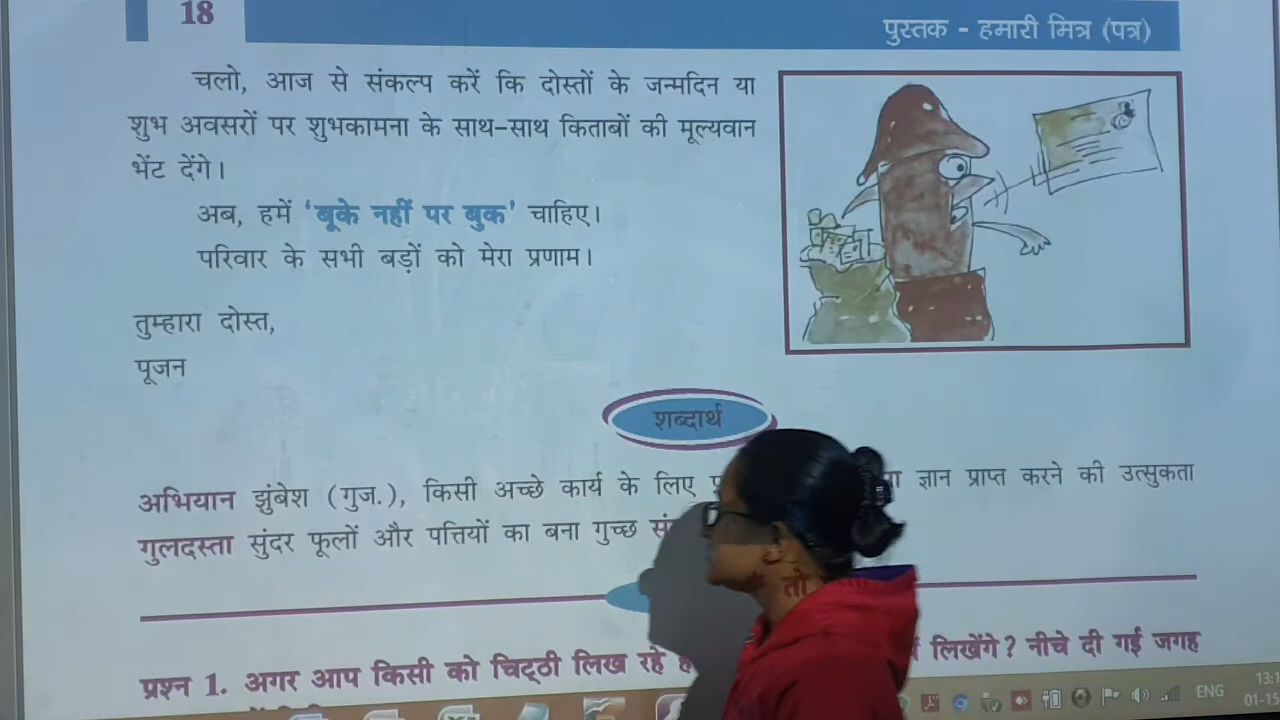 18
पुस्तक - हमारी मित्र (पत्र)
चलो, आज से संकल्प करें कि दोस्तों के जन्मदिन या
शुभ अवसरों पर शुभकामना के साथ-साथ किताबों की मूल्यवान
भेंट देंगे।
अब, हमें 'बूके नहीं पर बुक' चाहिए।
परिवार के सभी बड़ों को मेरा प्रणाम।
तुम्हारा दोस्त,
पूजन
शब्दार्थ
अभियान झुंबेश (गुज.), किसी अच्छे कार्य के लिए ज्ञान प्राप्त करने की उत्सुकता
गुलदस्ता सुंदर फूलों और पत्तियों का बना गुच्छ
तो
प्रश्न 1. अगर आप किसी को चिट्ठी लिख रहे लिखेंगे? नीचे दी गई जगह
ENG